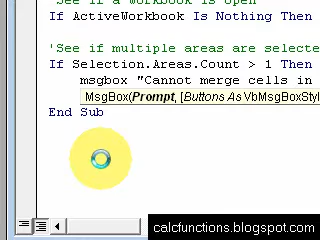 'See if a workbook is open
If ActiveWorkbook Is Nothing Then
'See if multiple areas are selecte
If Selection.Areas.Count > 1 Then
msgbox "Cannot merge cells in
MsgBox(Prompt, [Buttons As VbMsgBoxStyl
End Sub
calcfunctions.blogspot.com